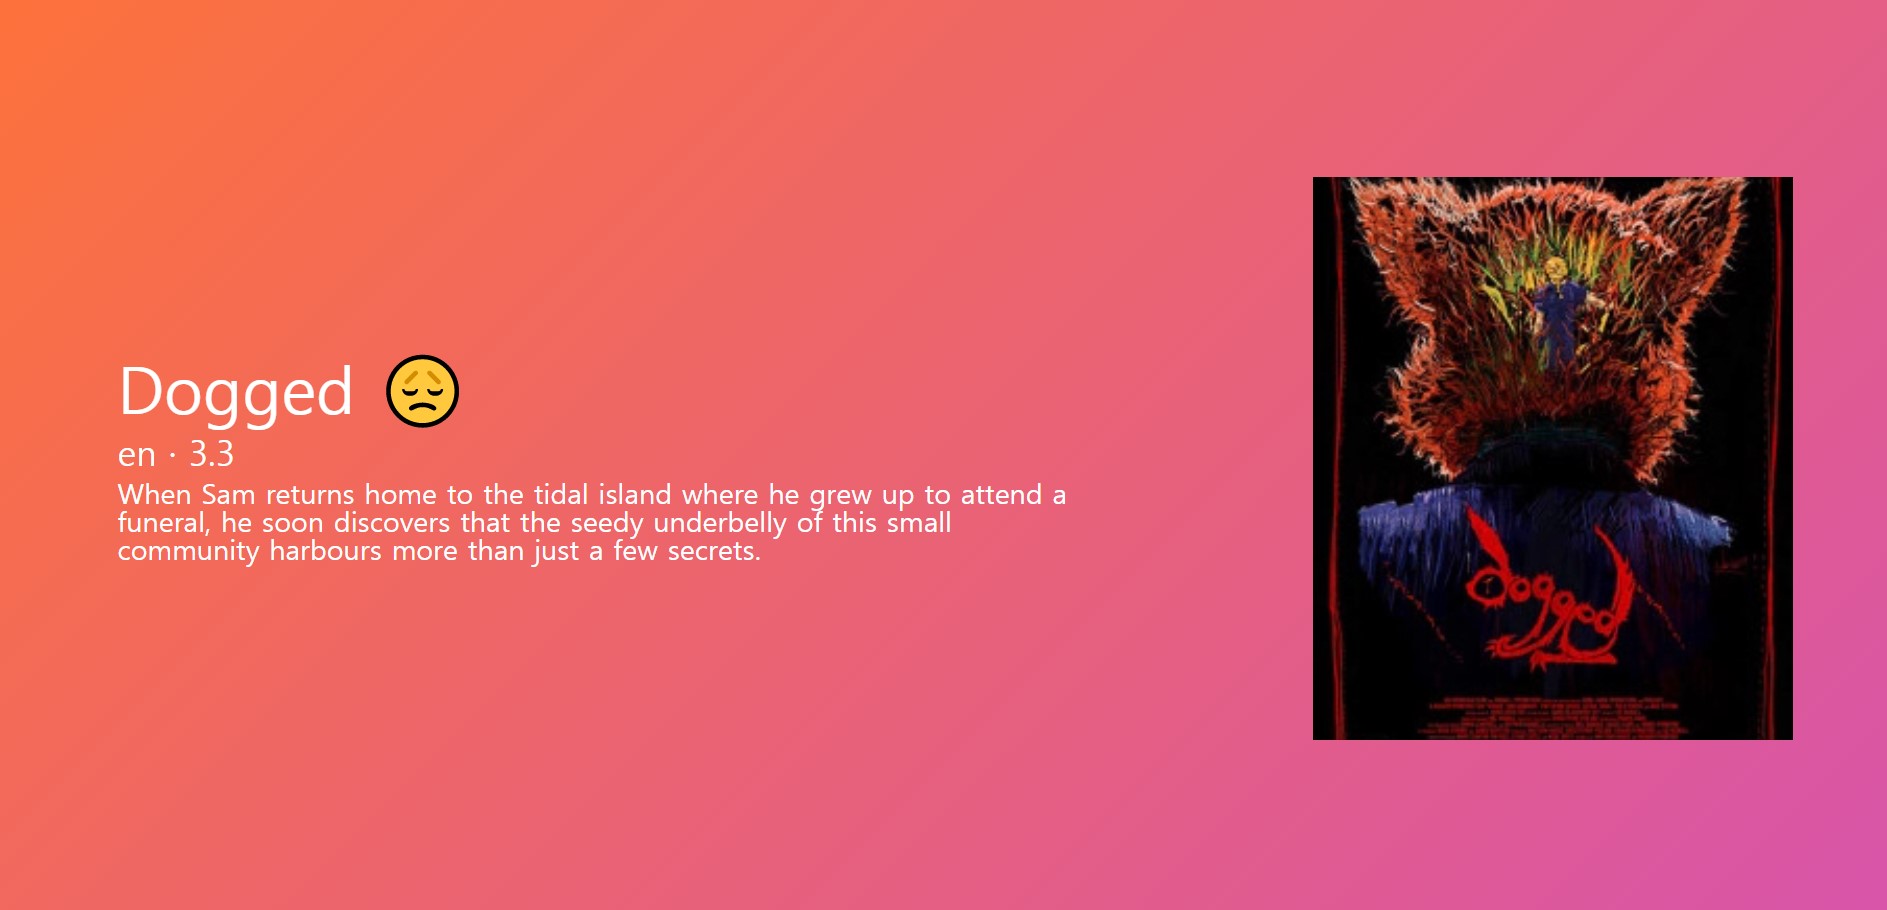 Dogged
en · 3.3
When Sam returns home to the tidal island where he grew up to attend a
funeral, he soon discovers that the seedy underbelly of this small
community harbours more than just a few secrets.
dogged